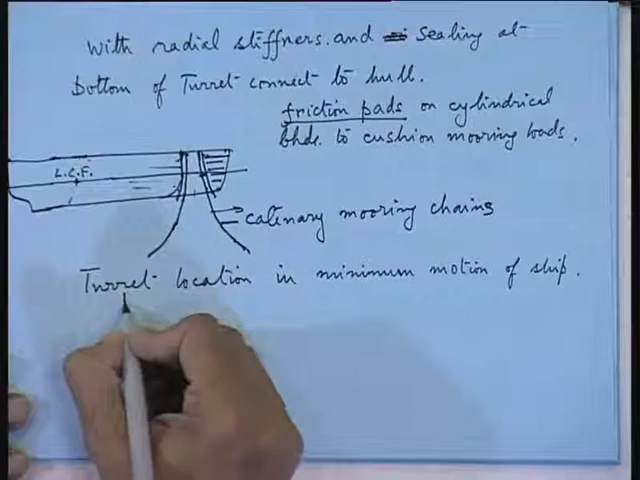 with radial stiffners. and sealing at
bottom of Turret connect to hull.
friction pads on cylindrical
bhds. to cushion mooring loads.
L.C.F.
catenary mooring chains
Turret location in minimum motion of ship.